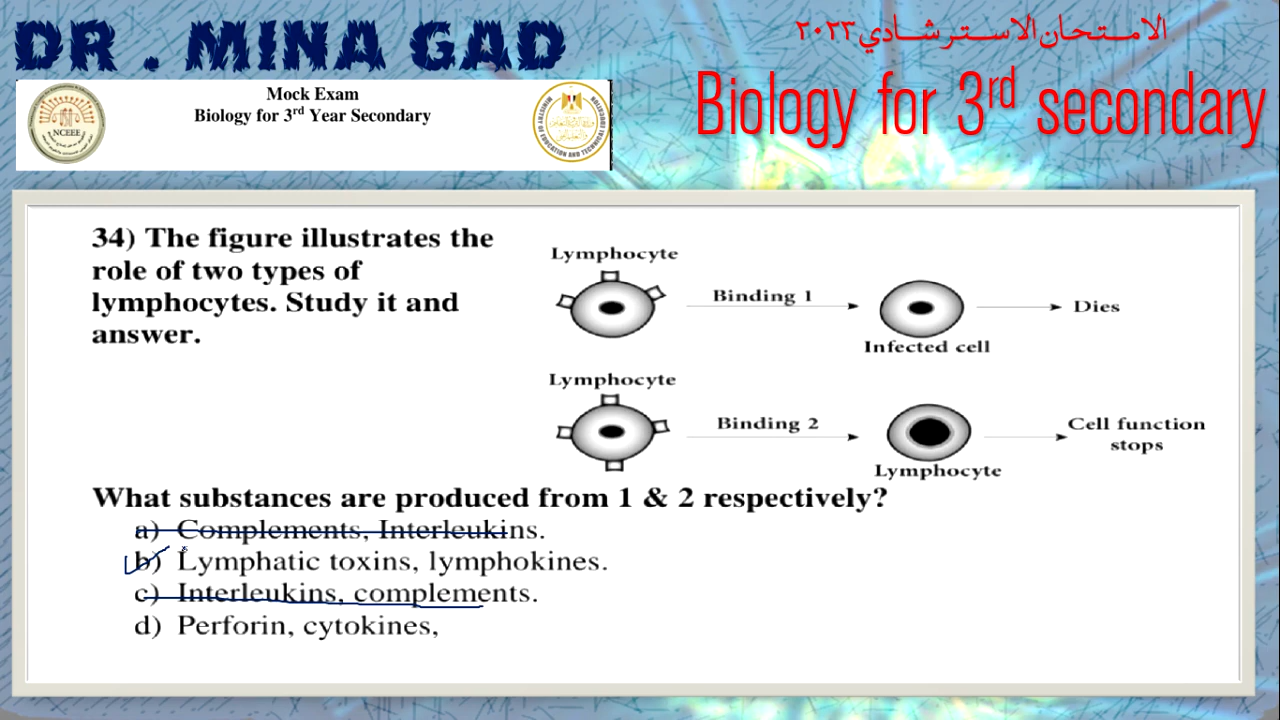 DR . MINA GAD
الامتحان الاسترشادي ٢٠٢٣
Biology for 3rd secondary
Mock Exam
Biology for 3rd Year Secondary
NCEEE
34) The figure illustrates the
role of two types of
lymphocytes. Study it and
answer.
Lymphocyte
Binding 1
Dies
Infected cell
Lymphocyte
Binding 2
Cell function
stops
Lymphocyte
What substances are produced from 1 & 2 respectively?
a) Complements, Interleukins.
b) Lymphatic toxins, lymphokines.
c) Interleukins, complements.
d) Perforin, cytokines,